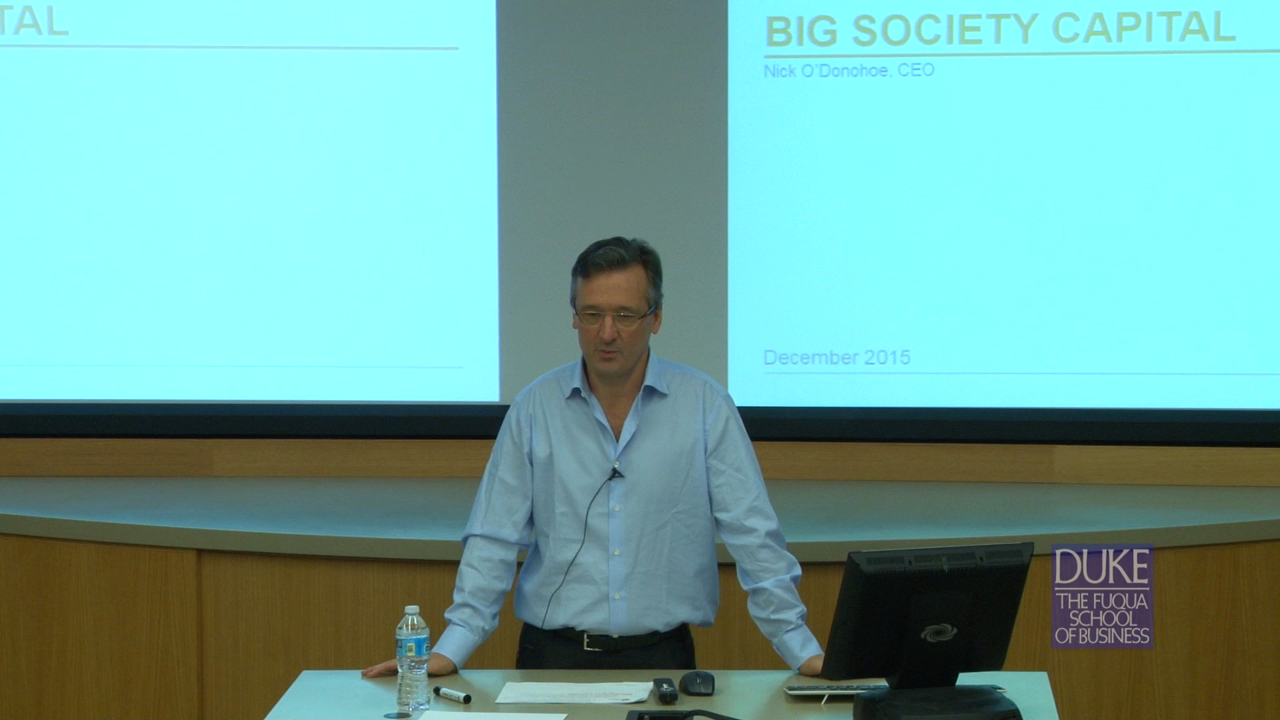 TAL
BIG SOCIETY CAPITAL
Nick O'Donohoe, CEO
December 2015
DUKE
THE FUQUA
SCHOOL
OF BUSINESS